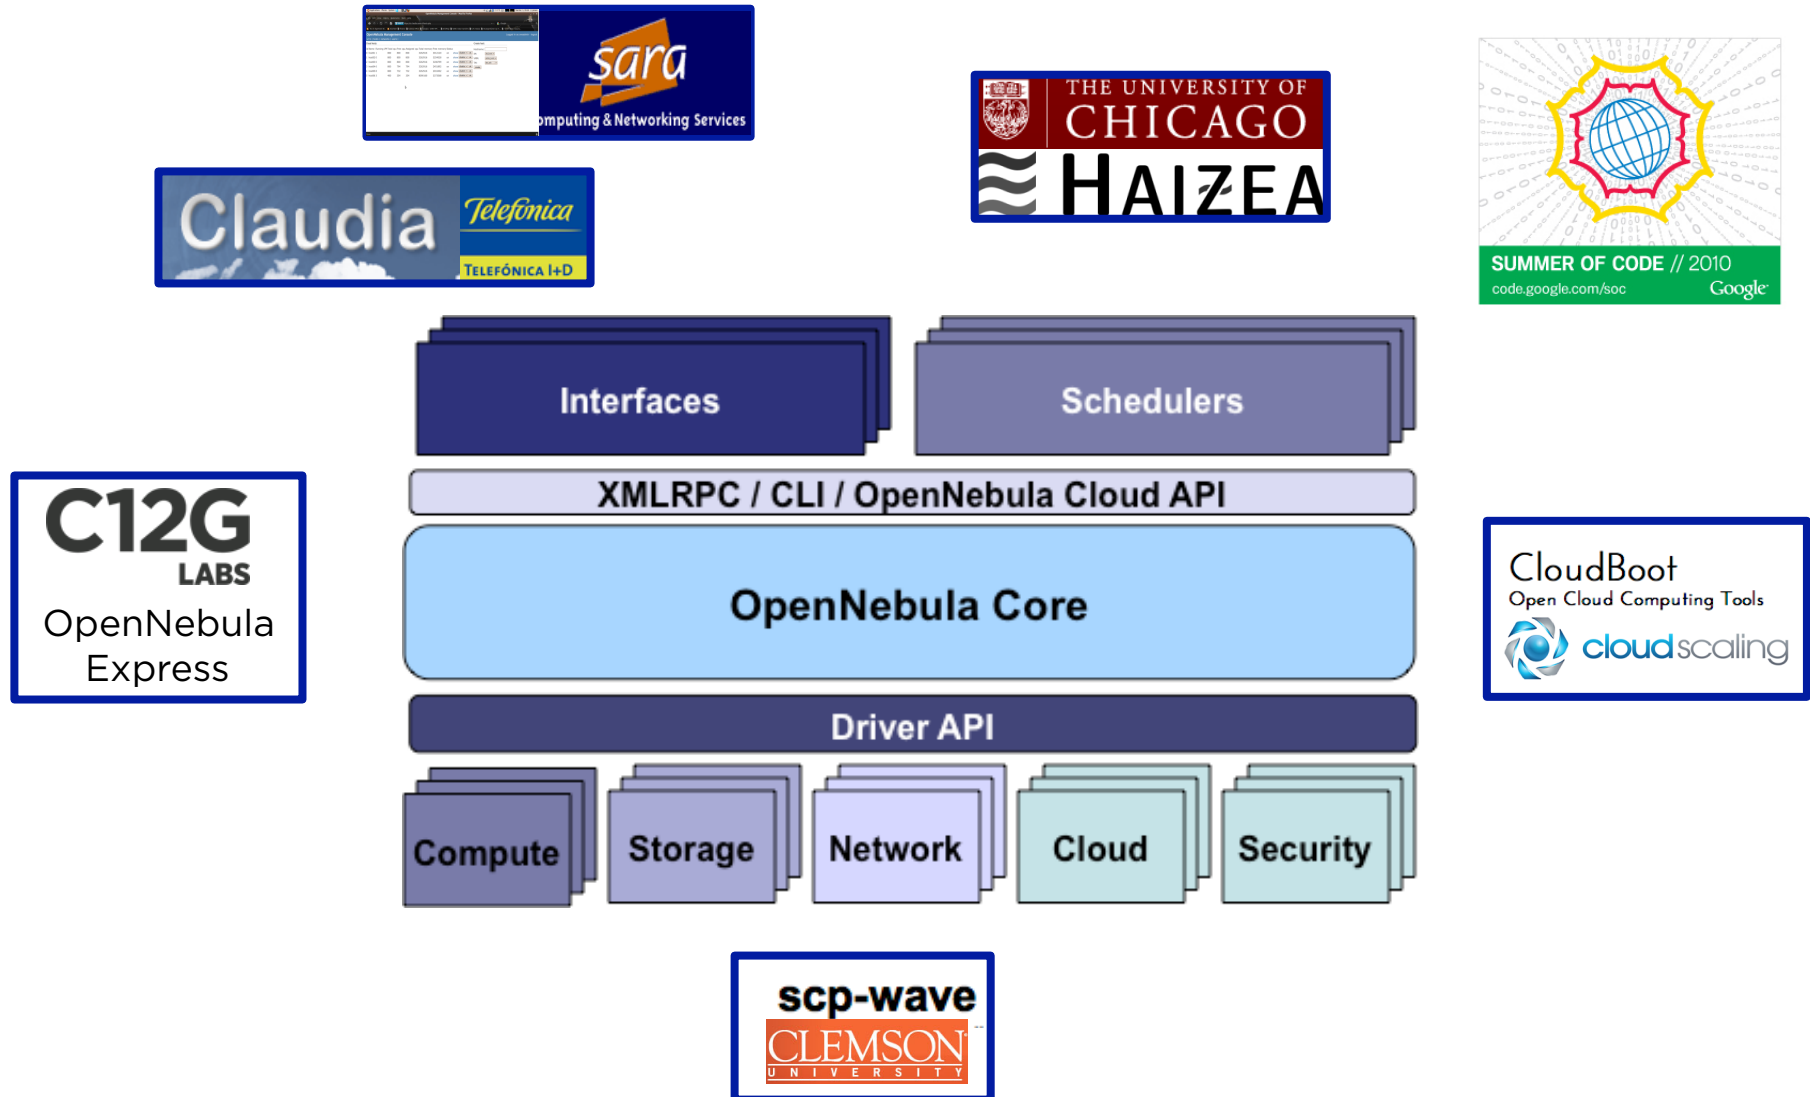 sara
omputing & Networking Services
THE UNIVERSITY OF
CHICAGO
HAIZEA
Claudia
Telefonica
TELEFÓNICA I+D
SUMMER OF CODE // 2010
code.google.com/soc
Google
Interfaces
Schedulers
XMLRPC / CLI / OpenNebula Cloud API
C12G
LABS
OpenNebula
Express
OpenNebula Core
CloudBoot
Open Cloud Computing Tools
cloudscaling
Driver API
Compute
Storage
Network
Cloud
Security
scp-wave
CLEMSON
UNIVERSITY